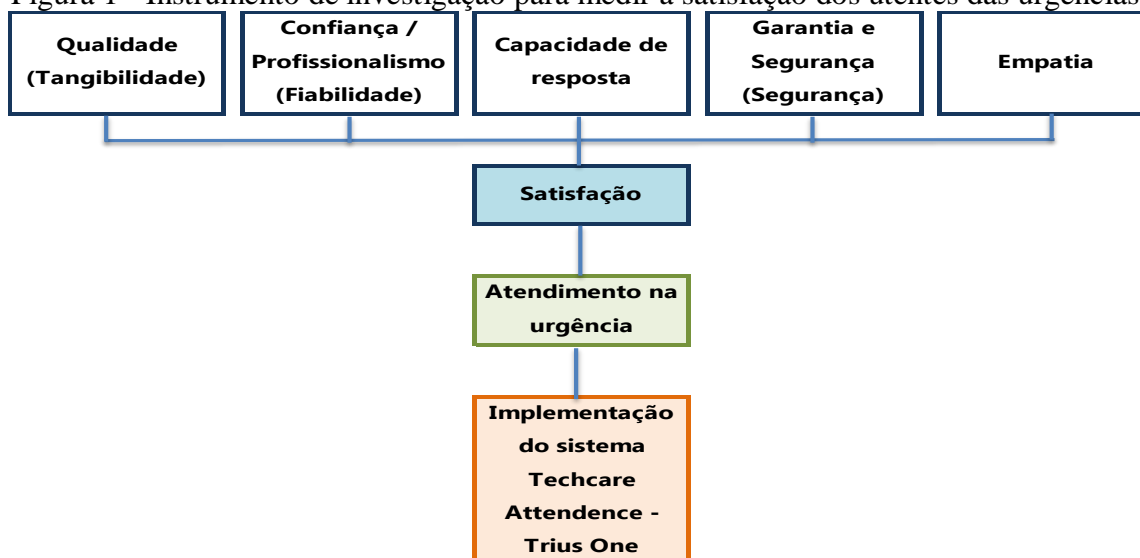 Figura 1 - Instrumento de investigação para medir a satisfação dos utentes das urgências
Qualidade
(Tangibilidade)
Confiança /
Profissionalismo
(Fiabilidade)
Capacidade de
resposta
Garantia e
Segurança
(Segurança)
Empatia
Satisfação
Atendimento na
urgência
Implementação
do sistema
Techcare
Attendence -
Trius One